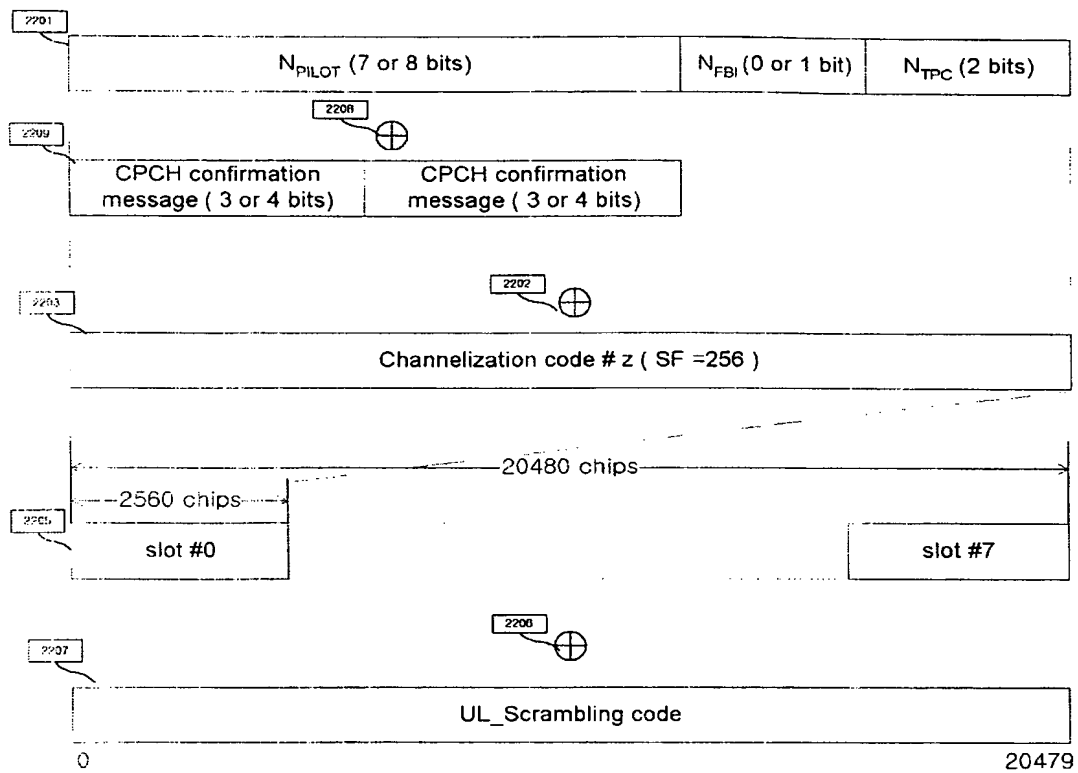 2201
N_PILOT (7 or 8 bits) N_FBI (0 or 1 bit) N_TPC (2 bits)
2208
2209
CPCH confirmation message ( 3 or 4 bits) CPCH confirmation message ( 3 or 4 bits)
2202
2203
Channelization code # z ( SF =256 )
20480 chips
2560 chips
2205
slot #0 slot #7
2206
2207
UL_Scrambling code
0 20479